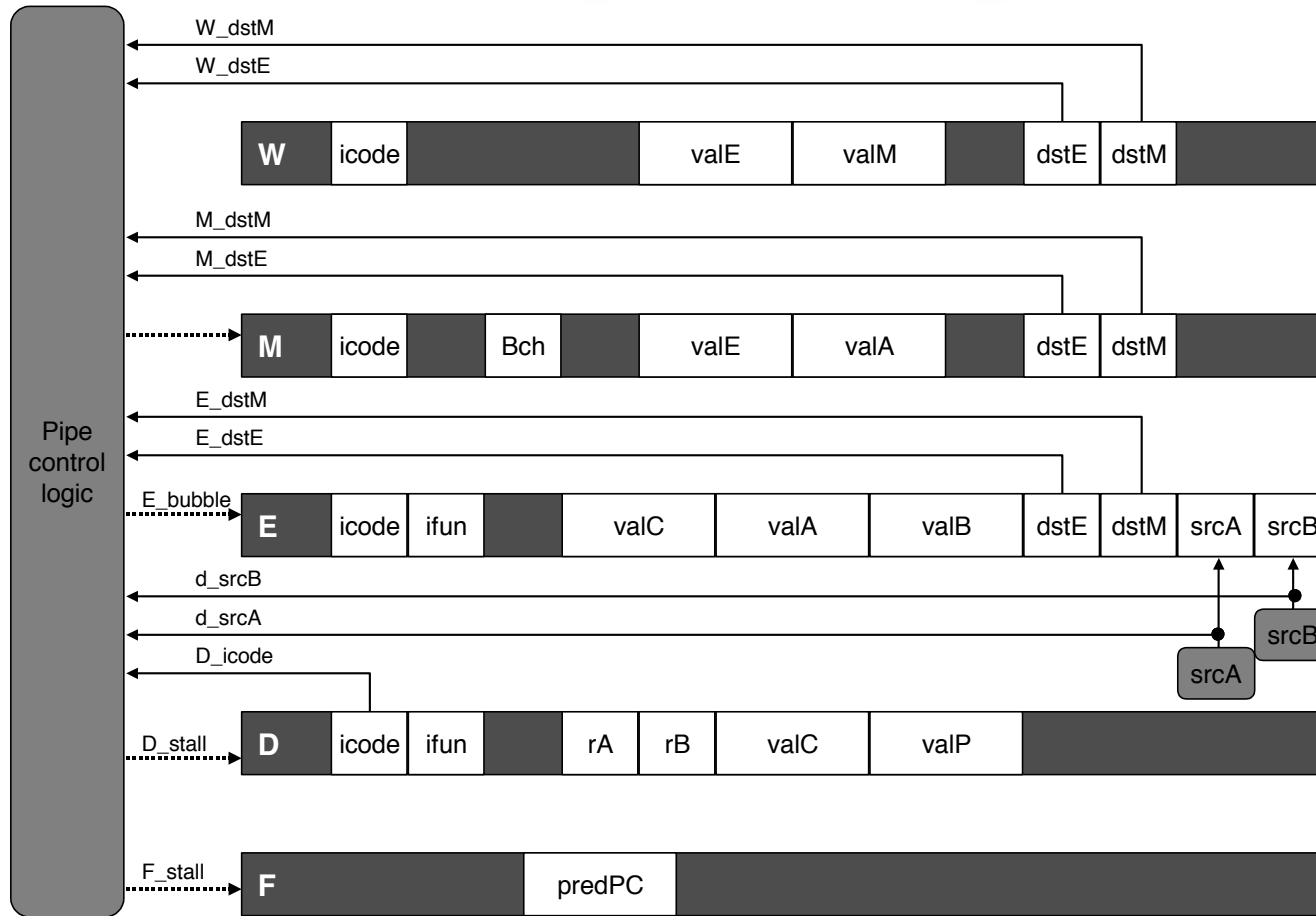 W_dstM
W_dstE
W icode valE valM dstE dstM
M_dstM
M_dstE
M icode Bch valE valA dstE dstM
E_dstM
E_dstE
Pipe
control
logic
E_bubble
E icode ifun valC valA valB dstE dstM srcA srcB
d_srcB
d_srcA
srcB
srcA
D_icode
D_stall
D icode ifun rA rB valC valP
F_stall
F predPC